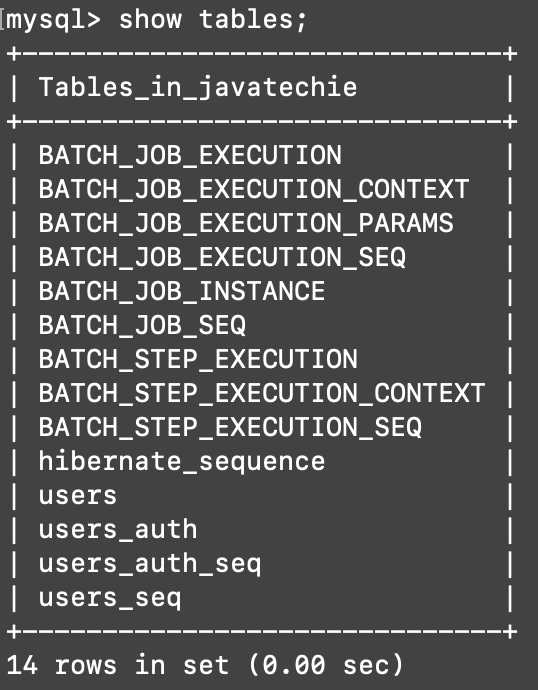 mysql> show tables;
+------------------------------+
| Tables_in_javatechie         |
+------------------------------+
| BATCH_JOB_EXECUTION          |
| BATCH_JOB_EXECUTION_CONTEXT  |
| BATCH_JOB_EXECUTION_PARAMS   |
| BATCH_JOB_EXECUTION_SEQ      |
| BATCH_JOB_INSTANCE           |
| BATCH_JOB_SEQ                |
| BATCH_STEP_EXECUTION         |
| BATCH_STEP_EXECUTION_CONTEXT |
| BATCH_STEP_EXECUTION_SEQ     |
| hibernate_sequence           |
| users                        |
| users_auth                   |
| users_auth_seq               |
| users_seq                    |
+------------------------------+
14 rows in set (0.00 sec)